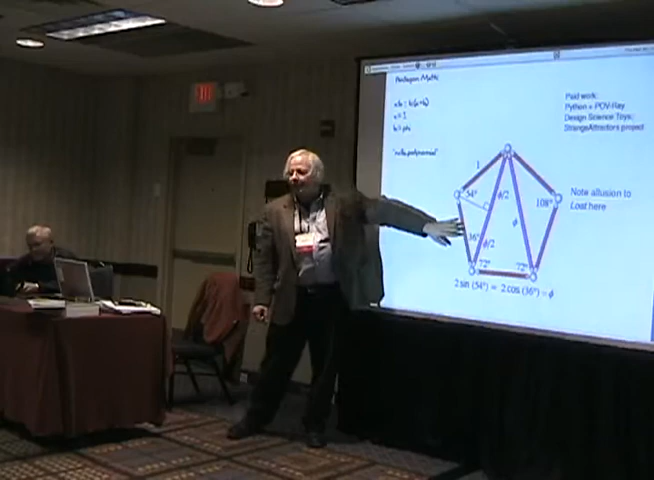 Pentagon Math
Paid work:
Python + POV-Ray
Design Science Toys:
StrangeAttractors project
Note allusion to
Lost here
1
54°
ϕ/2
108°
ϕ
36°
ϕ/2
72°
72°
2 sin (54°) = 2 cos (36°) = ϕ